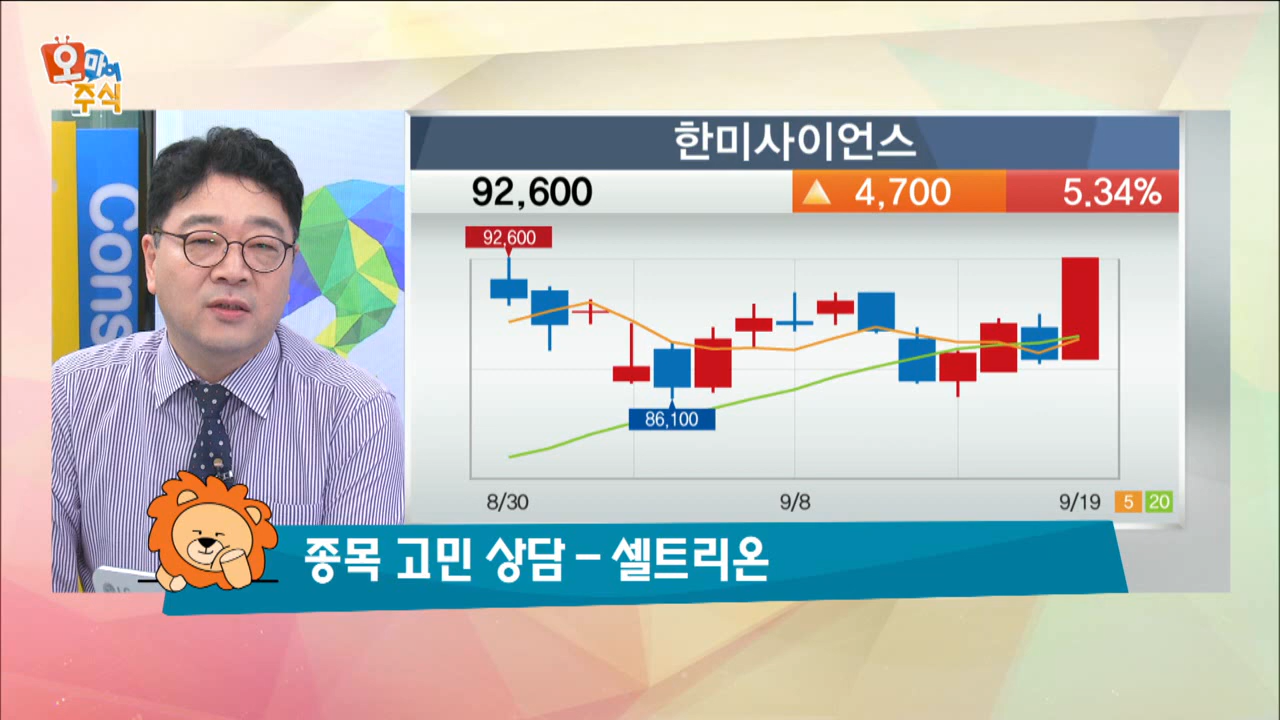 오마이
주식
Cons
한미사이언스
92,600 ▲ 4,700 5.34%
92,600
86,100
8/30 9/8 9/19 5 20
종목 고민 상담 – 셀트리온